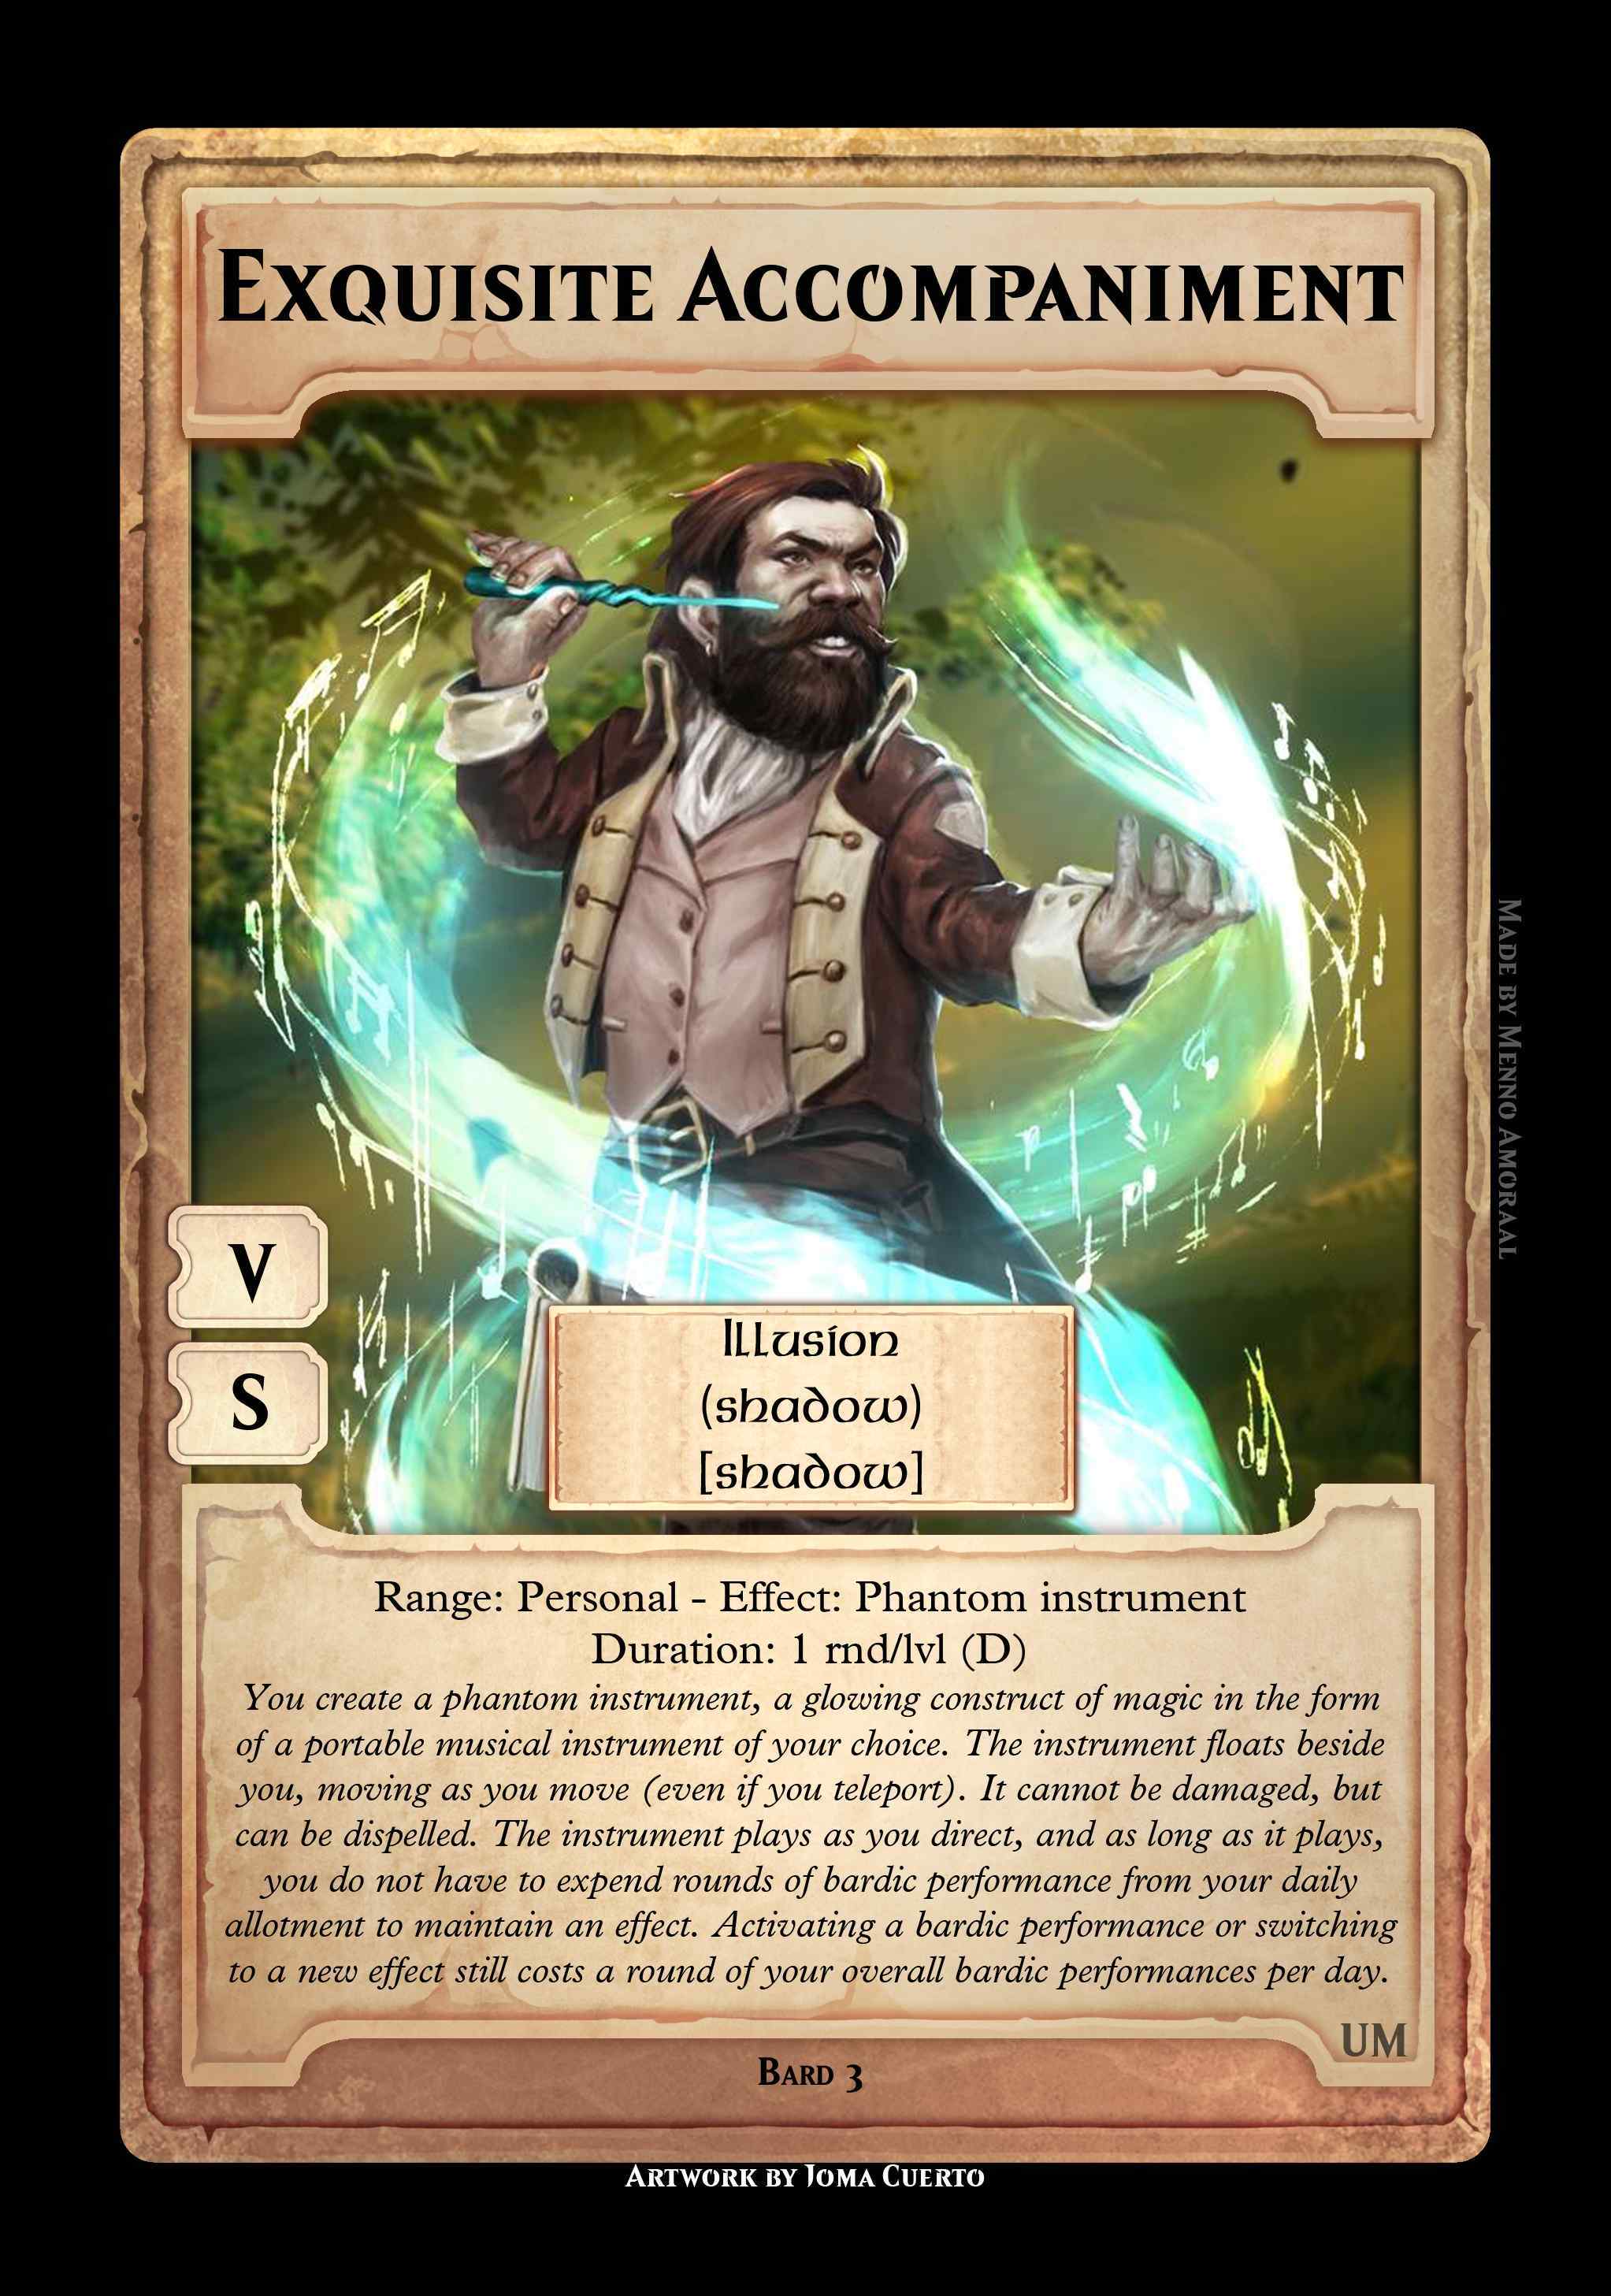 Exquisite Accompaniment
V
S
Illusion
(shadow)
[shadow]
Range: Personal - Effect: Phantom instrument
Duration: 1 rnd/lvl (D)
You create a phantom instrument, a glowing construct of magic in the form
of a portable musical instrument of your choice. The instrument floats beside
you, moving as you move (even if you teleport). It cannot be damaged, but
can be dispelled. The instrument plays as you direct, and as long as it plays,
you do not have to expend rounds of bardic performance from your daily
allotment to maintain an effect. Activating a bardic performance or switching
to a new effect still costs a round of your overall bardic performances per day.
UM
Bard 3
Artwork by Joma Cuerto
Made by Menno Amoraal